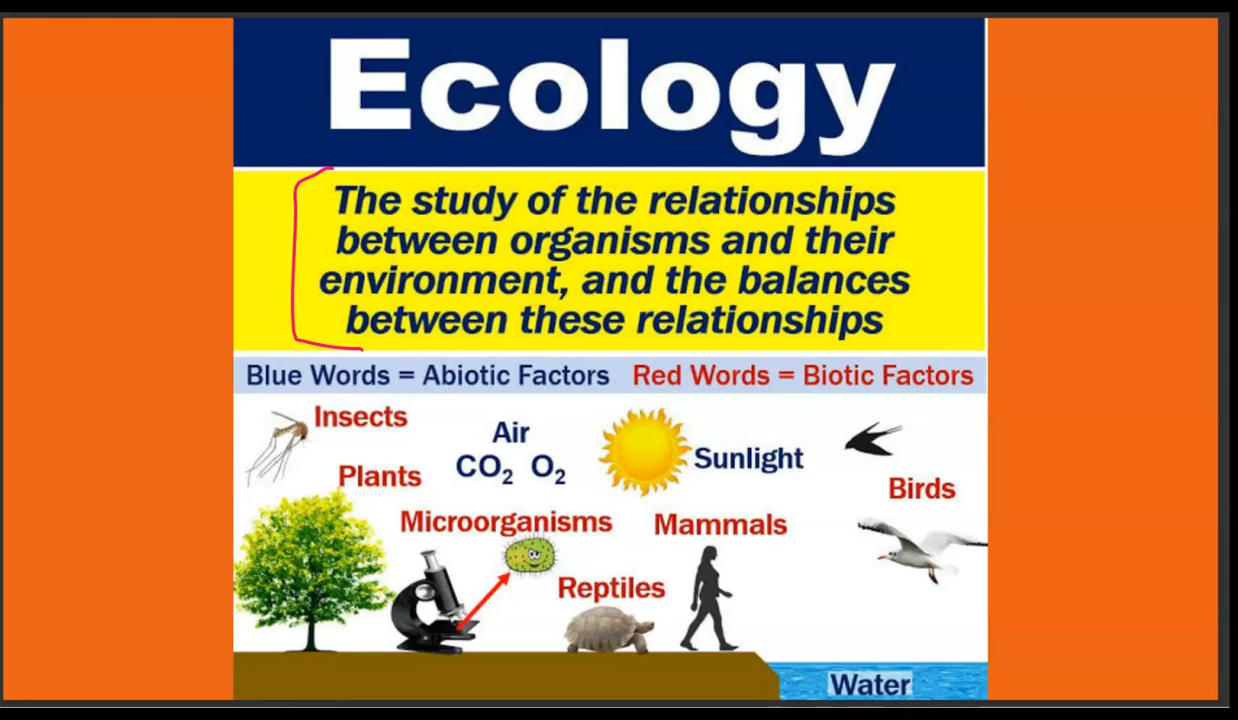 Ecology
The study of the relationships
between organisms and their
environment, and the balances
between these relationships
Blue Words = Abiotic Factors Red Words = Biotic Factors
Insects
Air
CO₂ O₂
Sunlight
Plants
Birds
Microorganisms
Mammals
Reptiles
Water